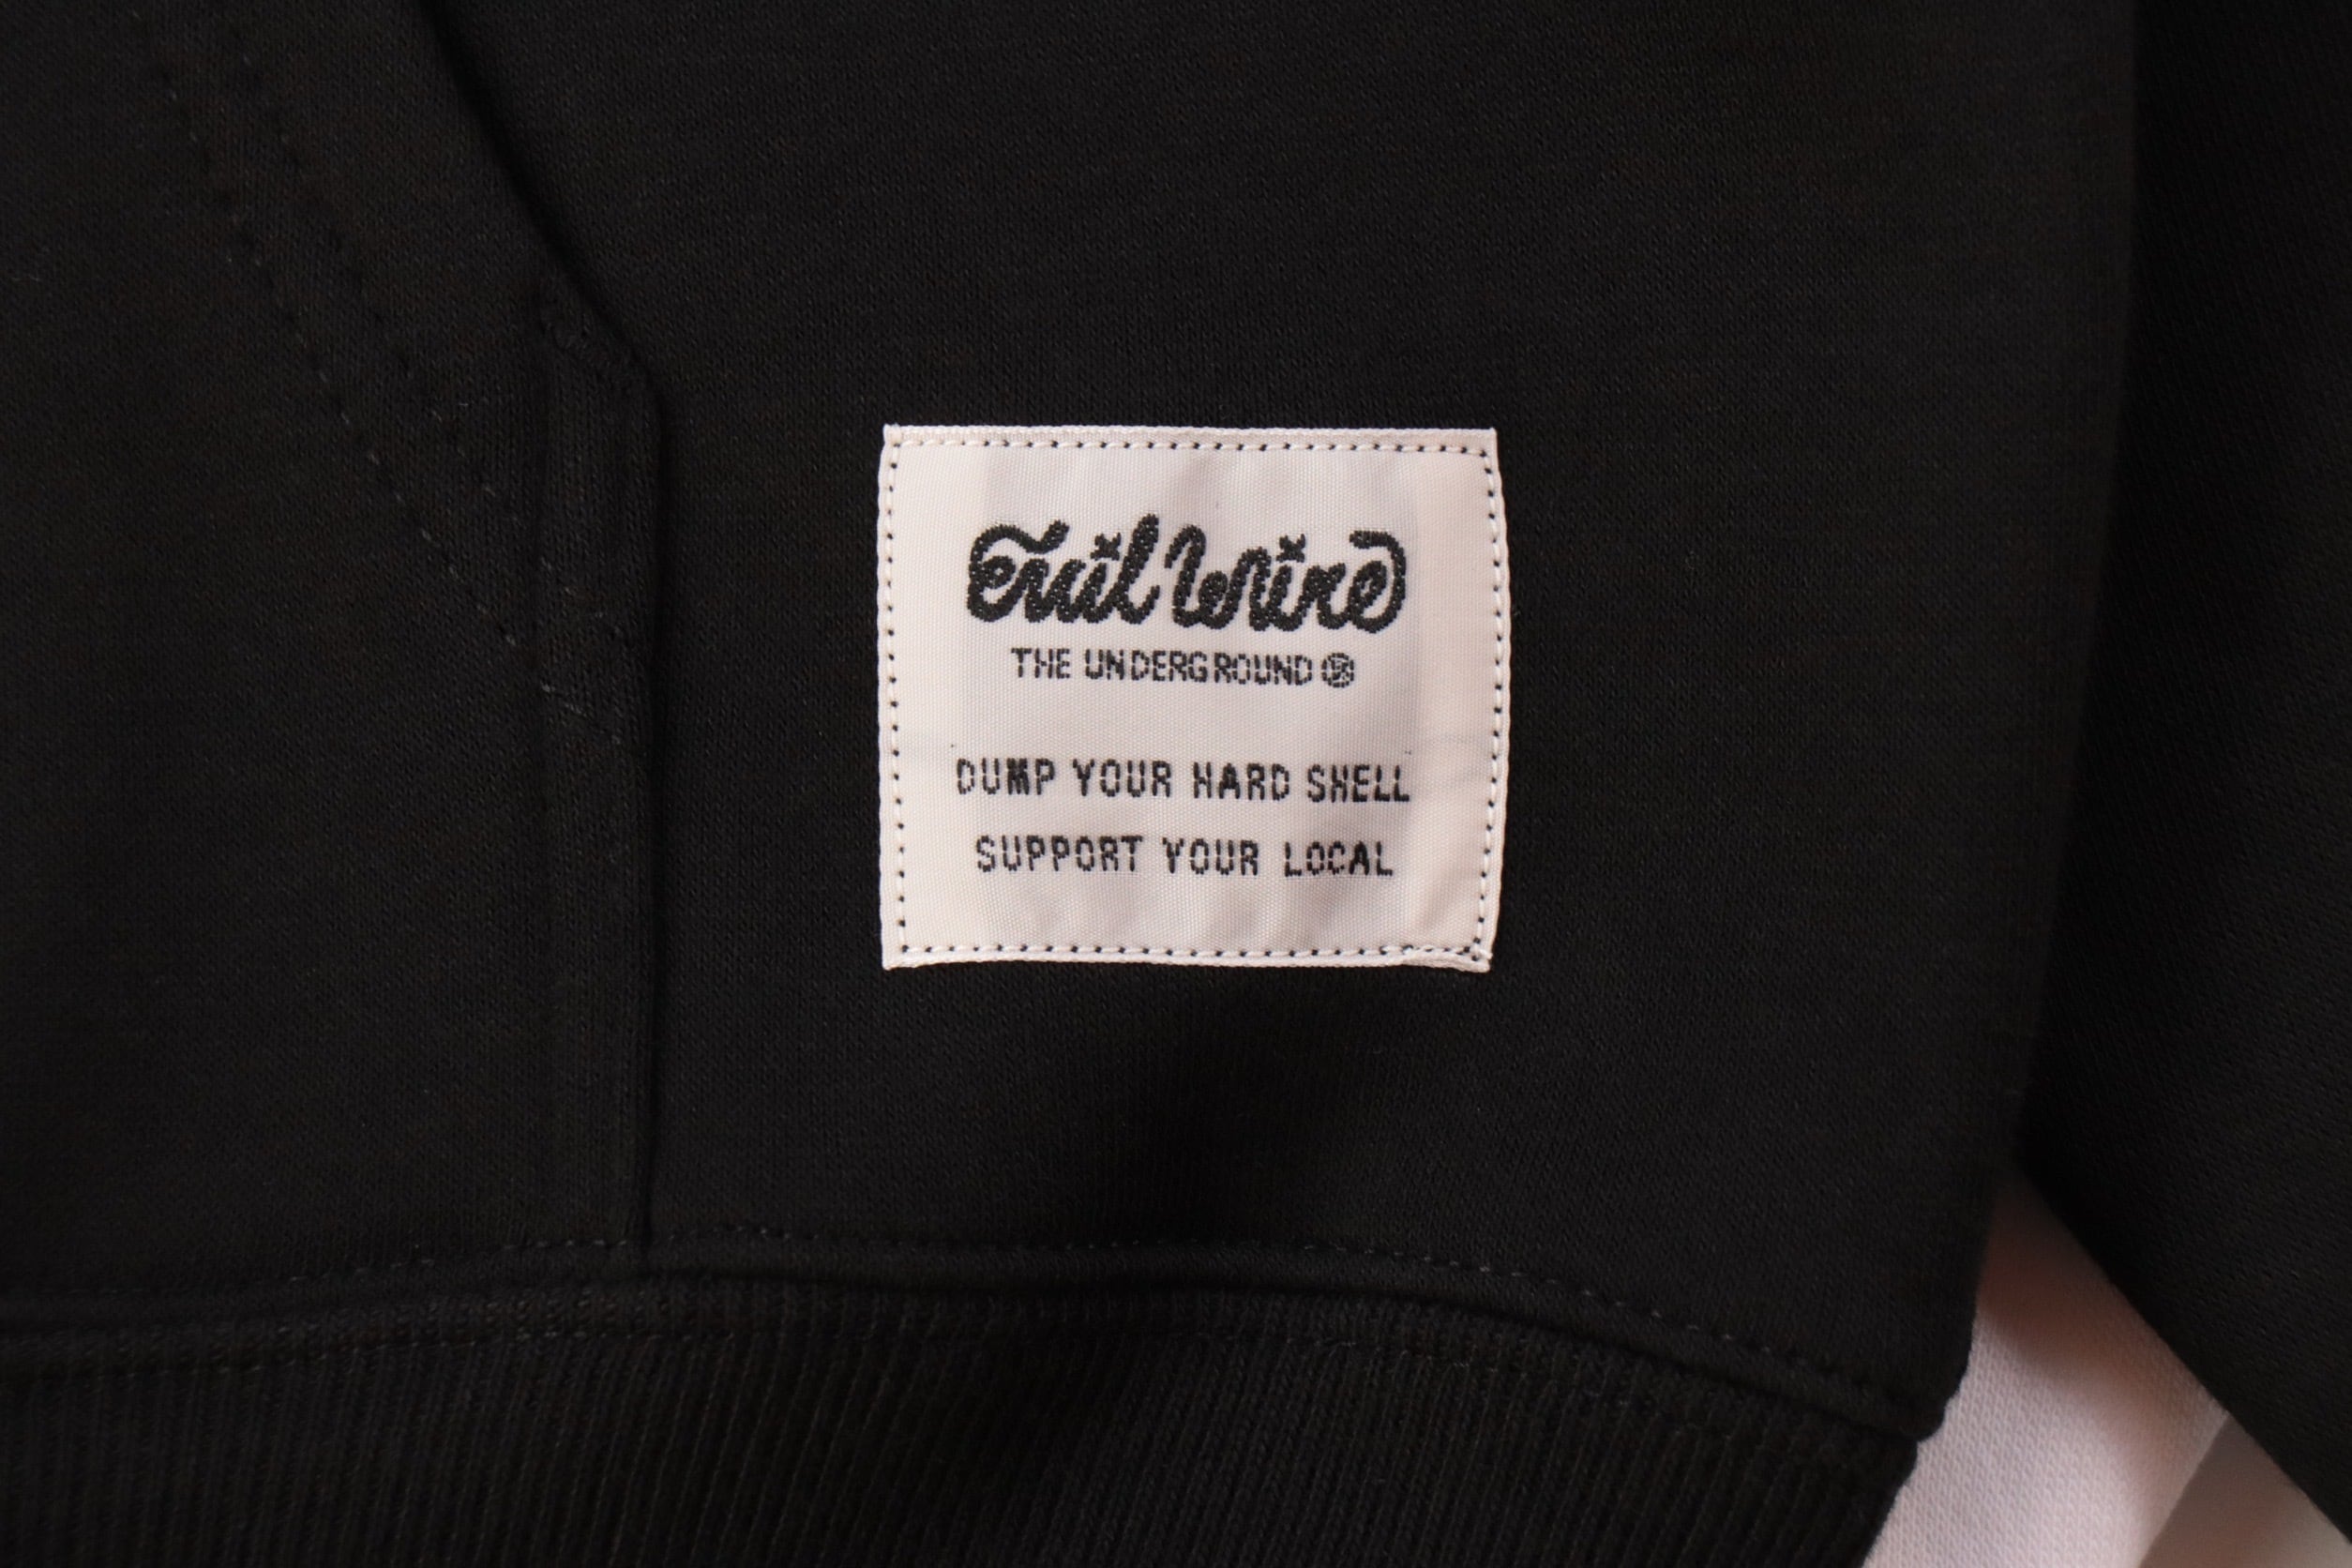 Evil Wire
THE UNDERGROUND
DUMP YOUR HARD SHELL
SUPPORT YOUR LOCAL